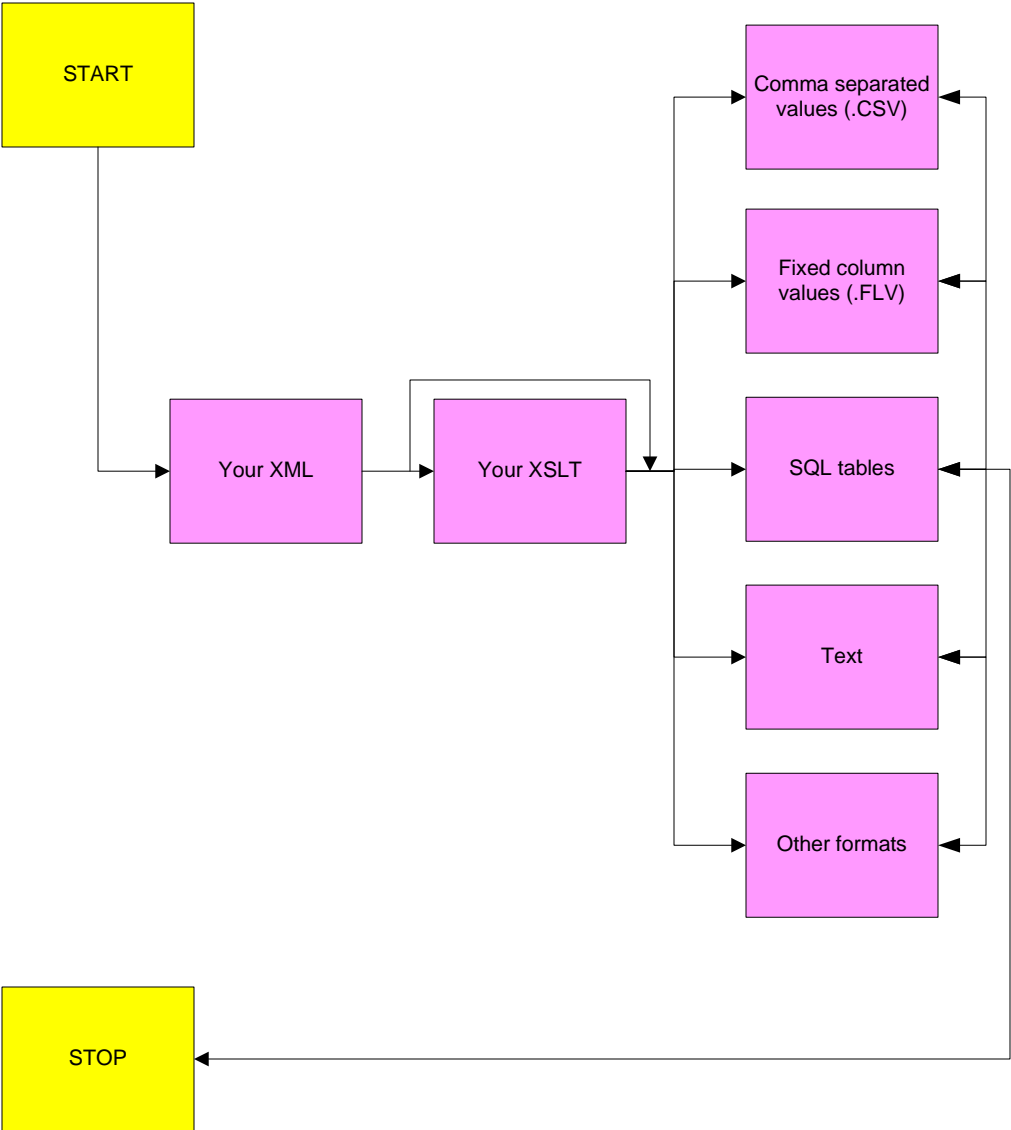 START
Comma separated
values (.CSV)
Fixed column
values (.FLV)
Your XML
Your XSLT
SQL tables
Text
Other formats
STOP